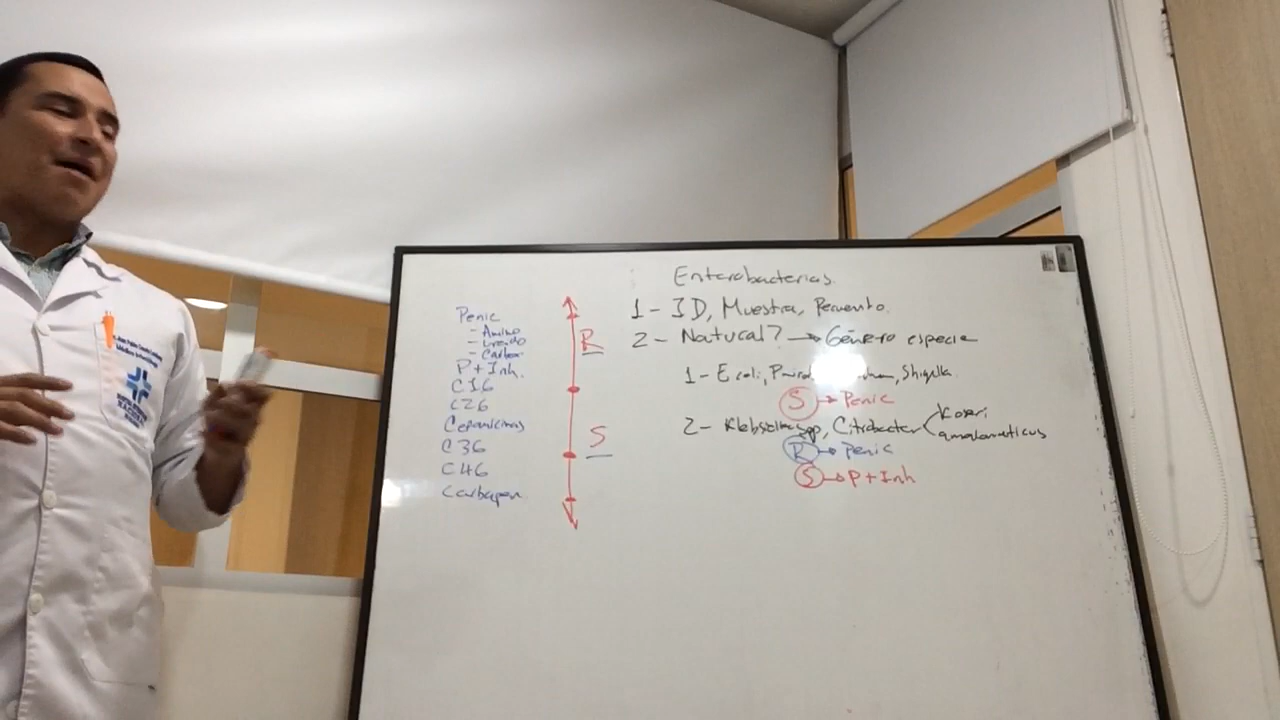 Enterobacterias.
1- ID, Muestra, Recuento.
2- Natural? → Género especie
1- E coli, Shigella.
S → Penic
2- Klebsiella spp, Citrobacter Koseri
amalonaticus
R → Penic
S → P + Inh
Penic
- Amino
- Ureido
- Carbox
P + Inh.
C1G
C2G
Cefamicinas
C3G
C4G
Carbapen
R
S